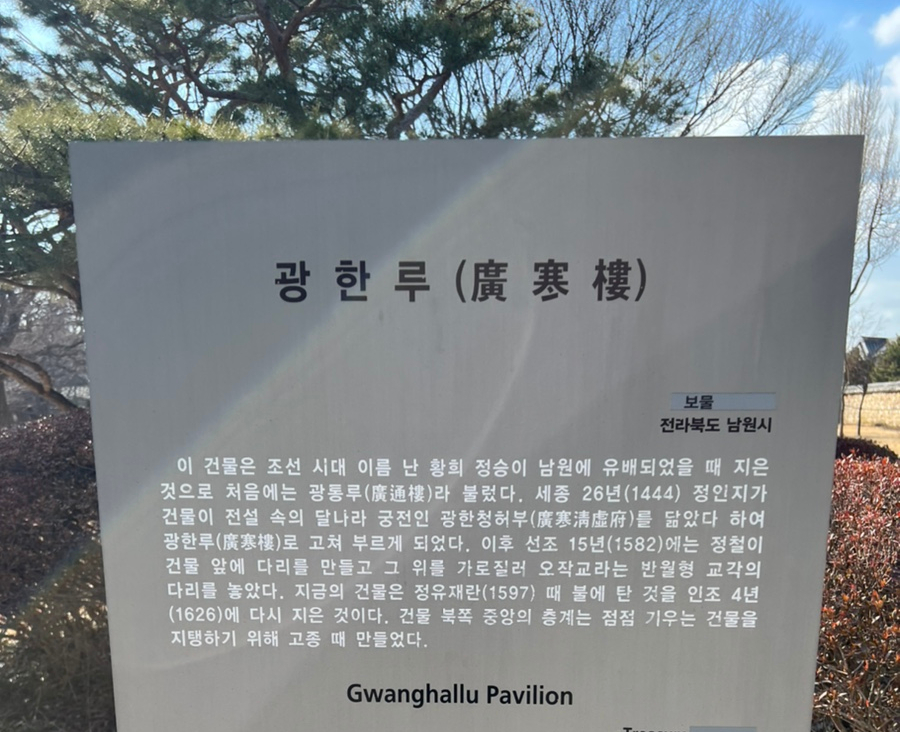 광한루 (廣寒樓)
보물
전라북도 남원시
이 건물은 조선 시대 이름 난 황희 정승이 남원에 유배되었을 때 지은
것으로 처음에는 광통루(廣通樓)라 불렀다. 세종 26년(1444) 정인지가
건물이 전설 속의 달나라 궁전인 광한청허부(廣寒淸虛府)를 닮았다 하여
광한루(廣寒樓)로 고쳐 부르게 되었다. 이후 선조 15년(1582)에는 정철이
건물 앞에 다리를 만들고 그 위를 가로질러 오작교라는 반월형 교각의
다리를 놓았다. 지금의 건물은 정유재란(1597) 때 불에 탄 것을 인조 4년
(1626)에 다시 지은 것이다. 건물 북쪽 중앙의 층계는 점점 기우는 건물을
지탱하기 위해 고종 때 만들었다.
Gwanghallu Pavilion